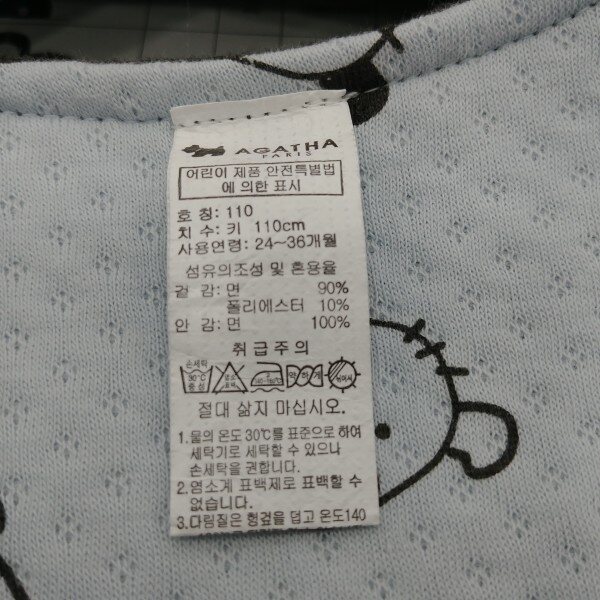 AGATHA
PARIS
어린이 제품 안전특별법
에 의한 표시
호 칭: 110
치 수: 키 110cm
사용연령: 24~36개월
섬유의조성 및 혼용율
겉 감: 면 90%
폴리에스터 10%
안 감: 면 100%
취급주의
손세탁
30℃
중성
절대 삶지 마십시오.
1.물의 온도 30℃를 표준으로 하여
세탁기로 세탁할 수 있으나
손세탁을 권합니다.
2.염소계 표백제로 표백할 수
없습니다.
3.다림질은 헝겊을 덮고 온도140